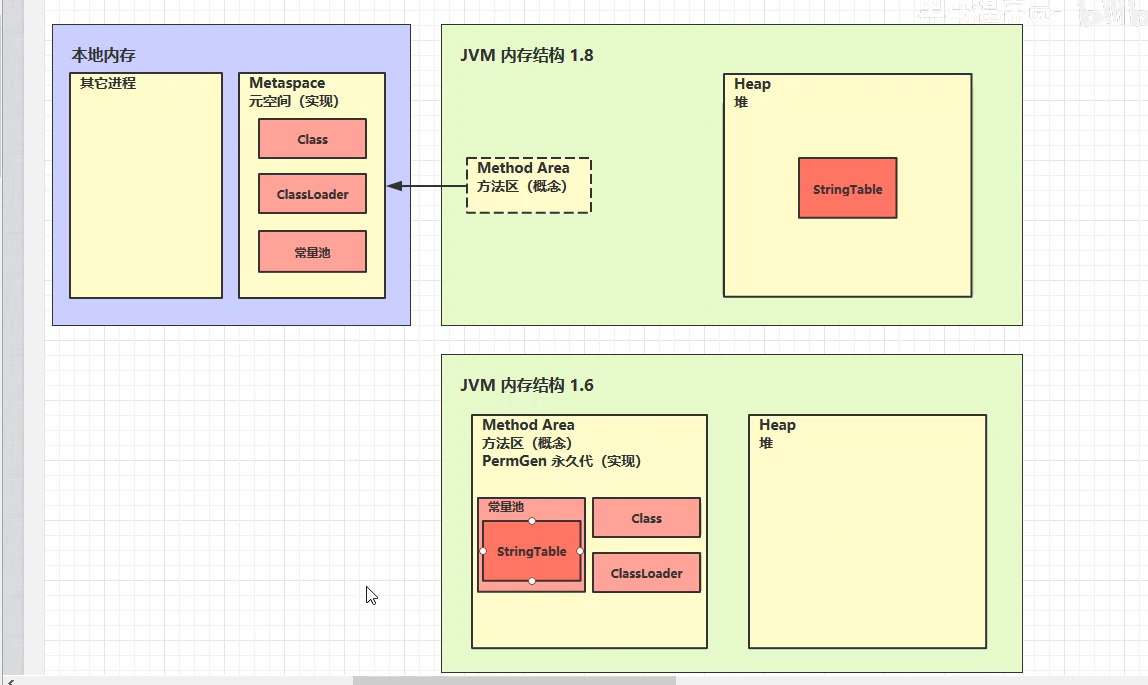 本地内存
其它进程
Metaspace
元空间（实现）
Class
ClassLoader
常量池
JVM 内存结构 1.8
Method Area
方法区（概念）
Heap
堆
StringTable
JVM 内存结构 1.6
Method Area
方法区（概念）
PermGen 永久代（实现）
常量池
StringTable
Class
ClassLoader
Heap
堆